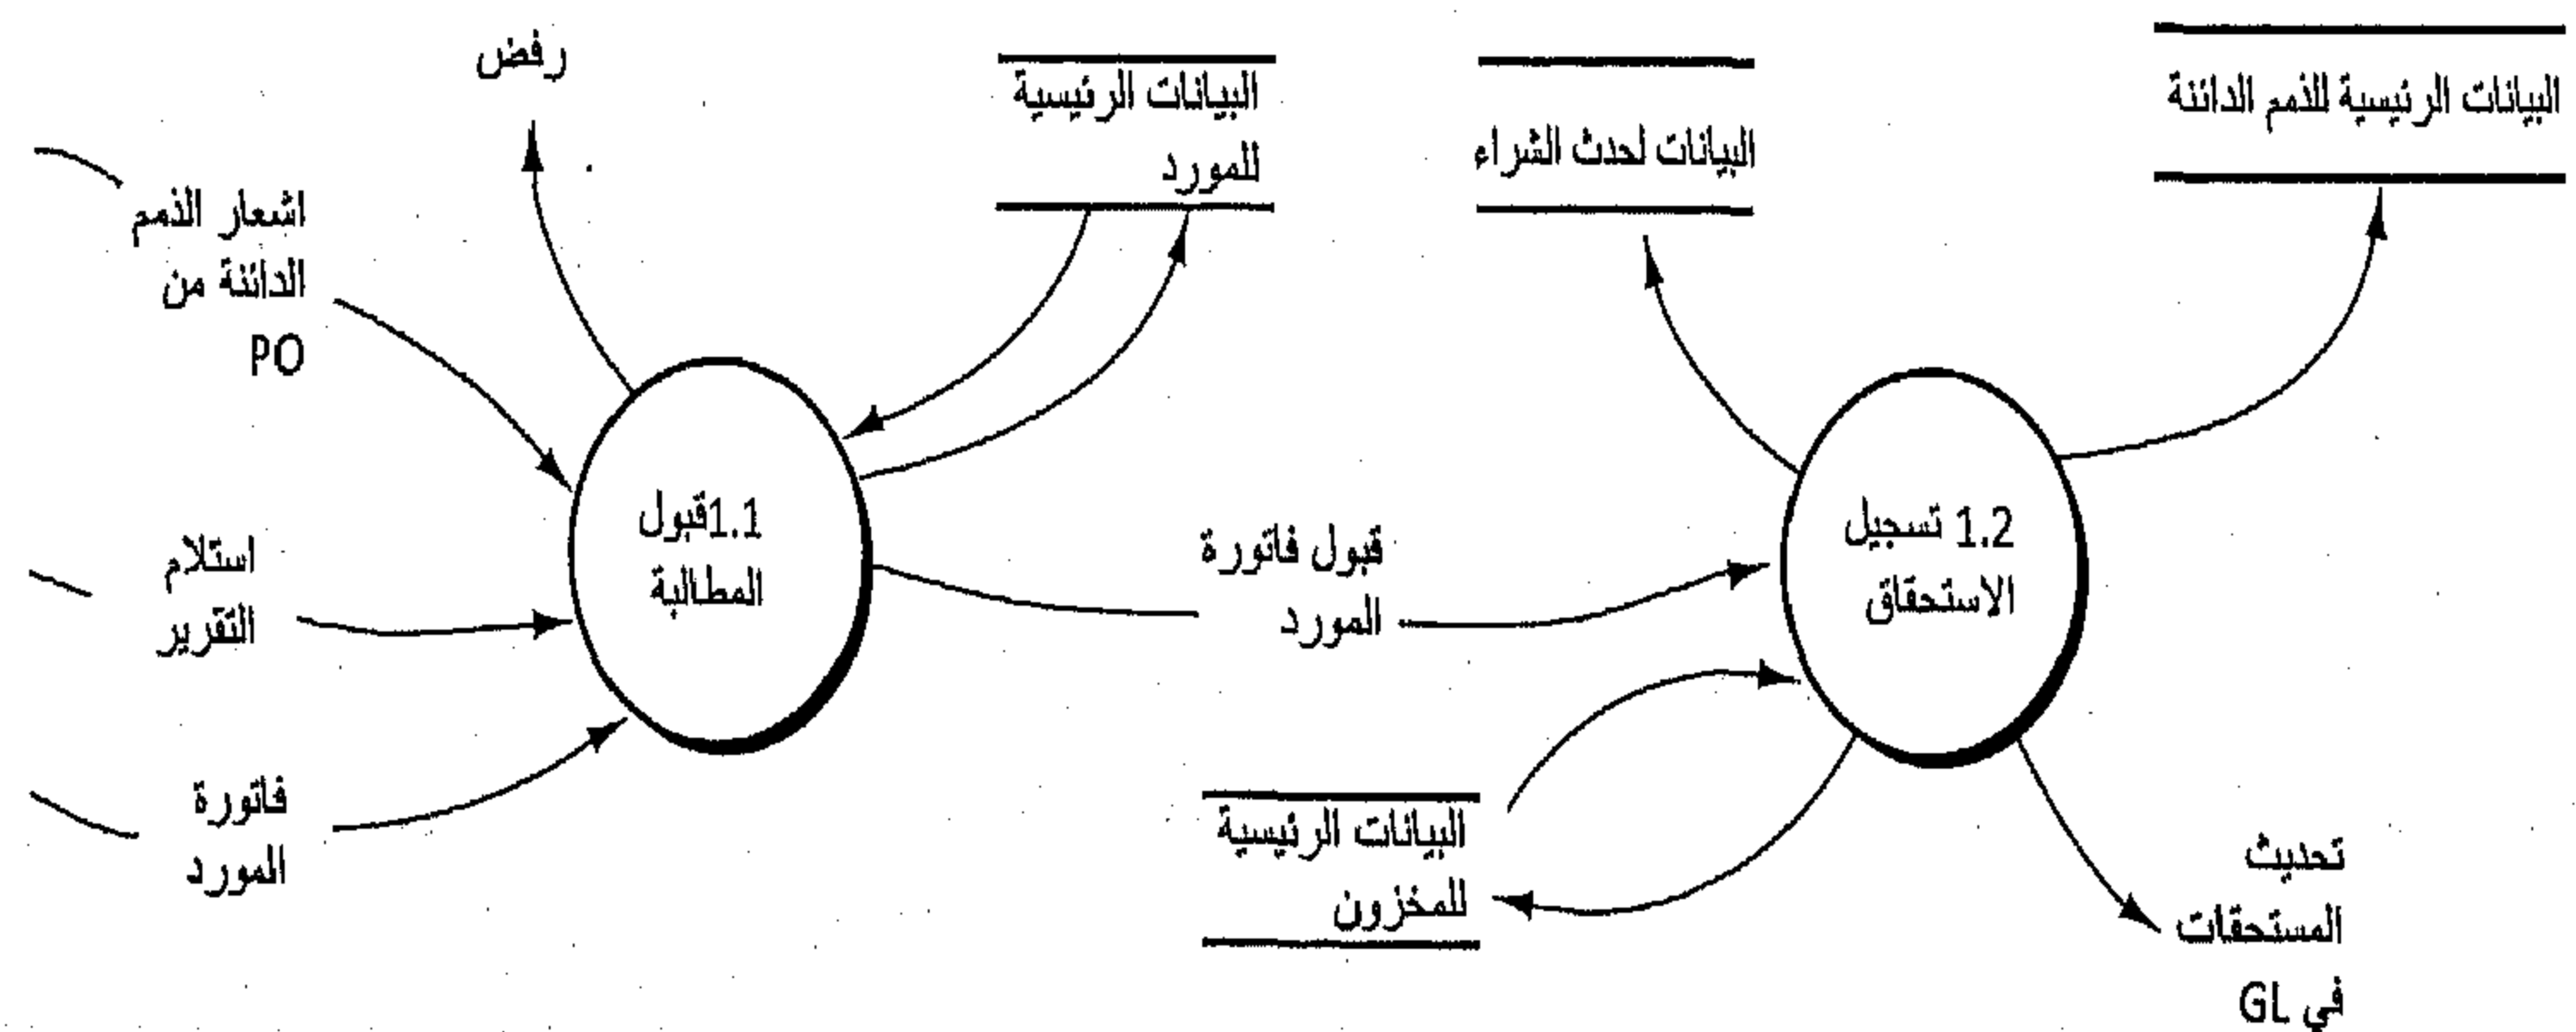 رفض
البيانات الرئيسية
للمورد
البيانات لحدث الشراء
البيانات الرئيسية للذمم الدائنة
اشعار الذمم
الدائنة من
PO
1.1قبول
المطالبة
استلام
التقرير
قبول فاتورة
المورد
1.2 تسجيل
الاستحقاق
فاتورة
المورد
البيانات الرئيسية
للمخزون
تحديث
المستحقات
في GL